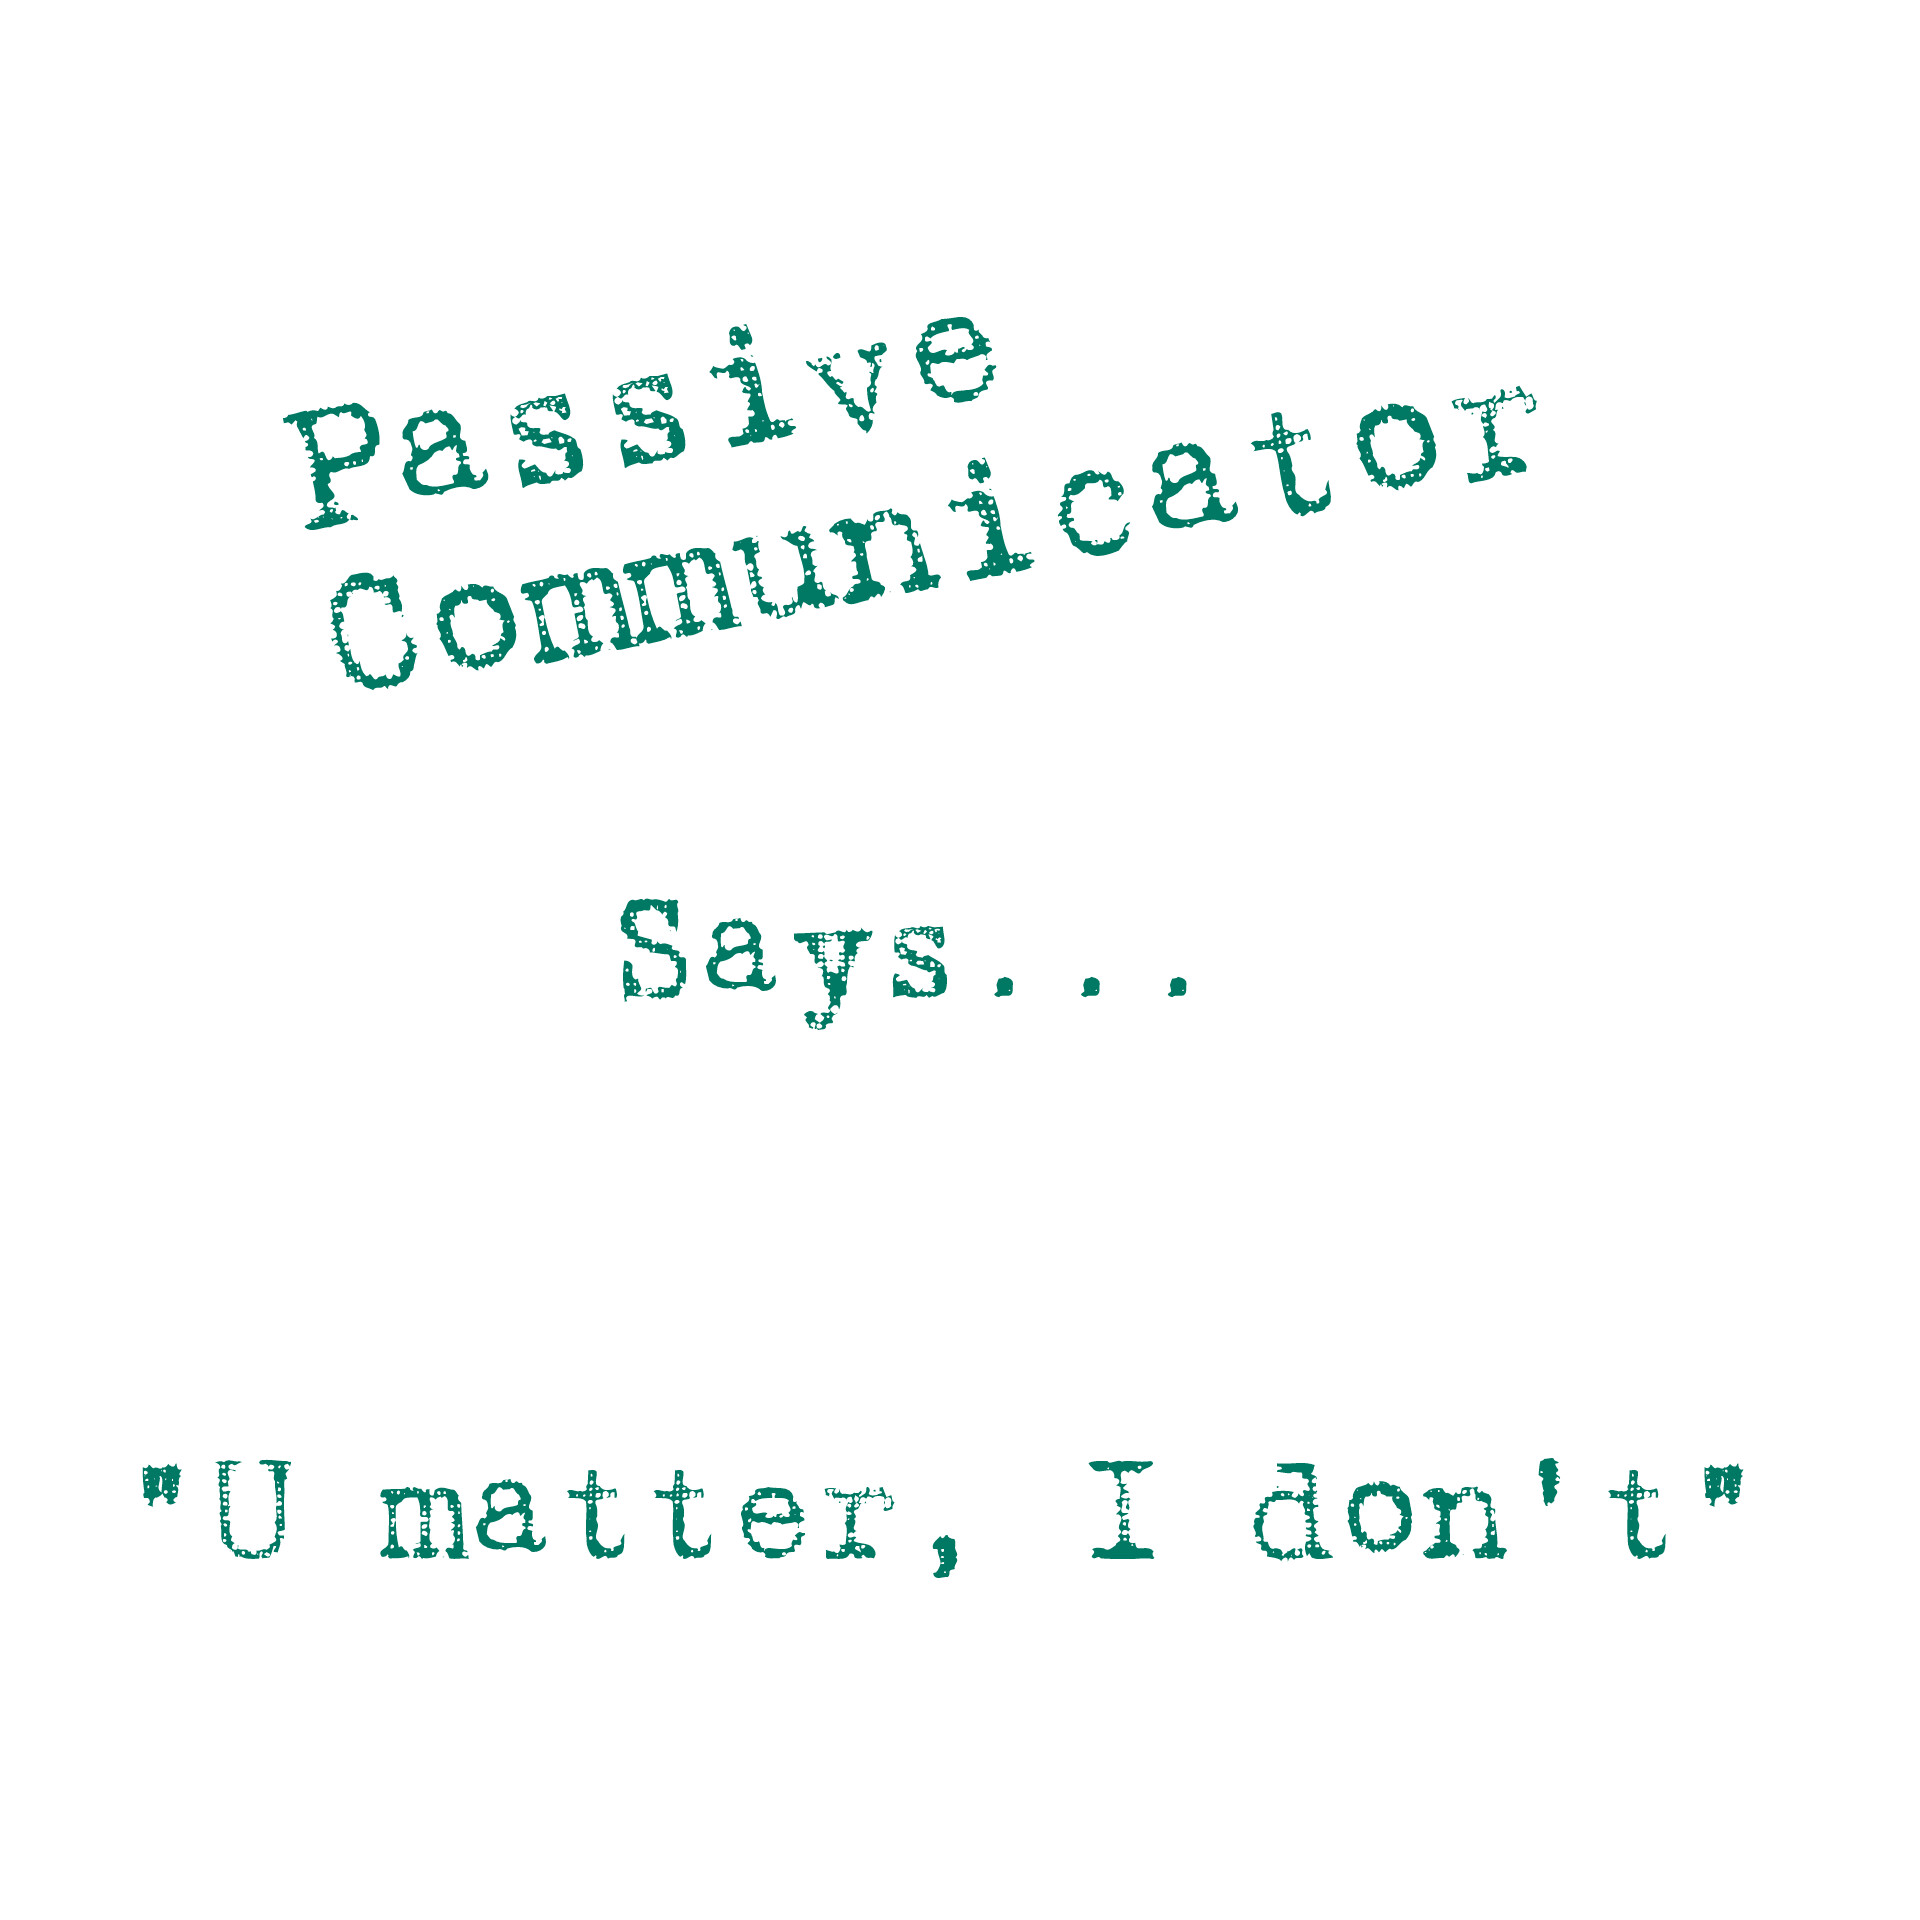 Passive
Communicator
Says...
"U matter, I don't"